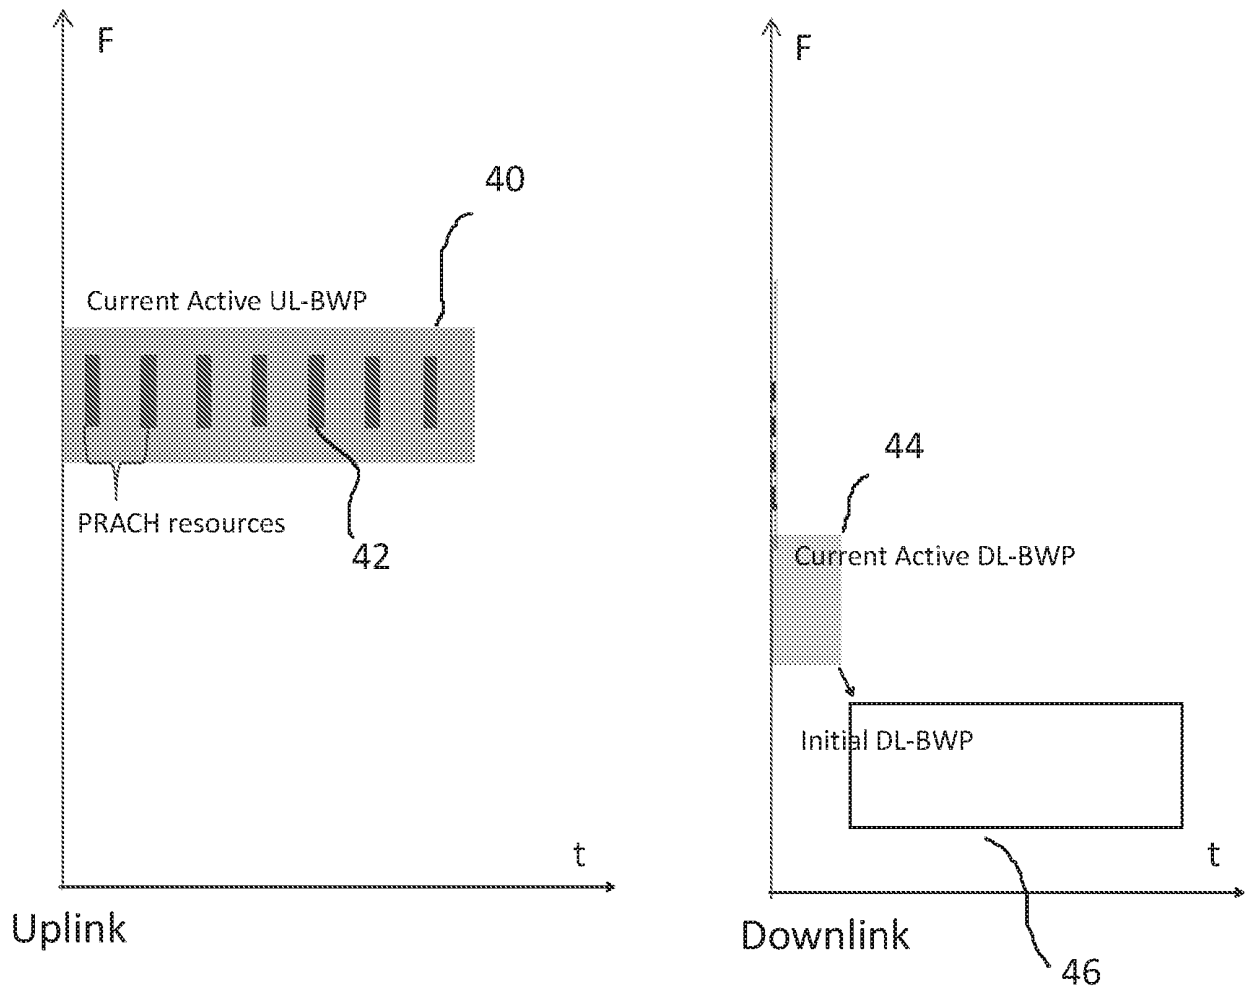 F
40
Current Active UL-BWP
PRACH resources
42
t
Uplink
F
44
Current Active DL-BWP
Initial DL-BWP
t
Downlink
46